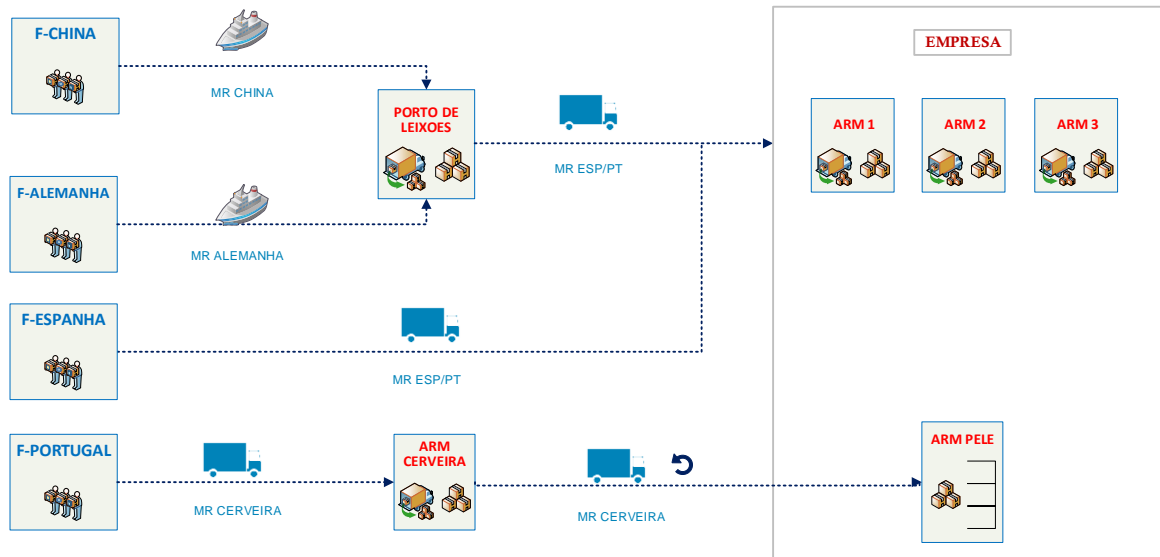 F-CHINA
MR CHINA
EMPRESA
PORTO DE
LEIXOES
MR ESP/PT
ARM 1
ARM 2
ARM 3
F-ALEMANHA
MR ALEMANHA
F-ESPANHA
MR ESP/PT
F-PORTUGAL
MR CERVEIRA
ARM
CERVEIRA
MR CERVEIRA
ARM PELE